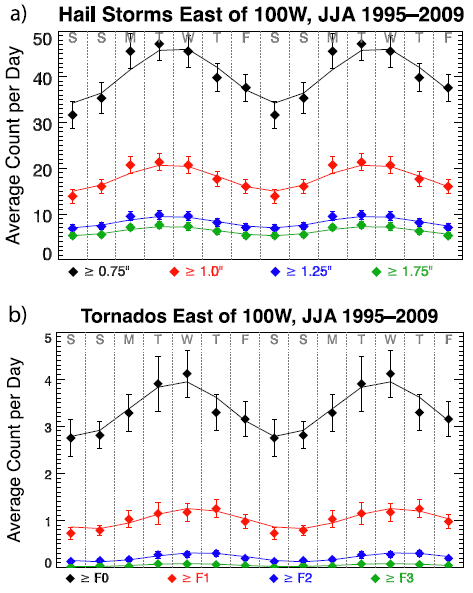 a) Hail Storms East of 100W, JJA 1995–2009
S S M T W T F S S M T W T F
50
40
30
20
10
0
Average Count per Day
≥ 0.75" ≥ 1.0" ≥ 1.25" ≥ 1.75"
b) Tornados East of 100W, JJA 1995–2009
S S M T W T F S S M T W T F
5
4
3
2
1
0
Average Count per Day
≥ F0 ≥ F1 ≥ F2 ≥ F3